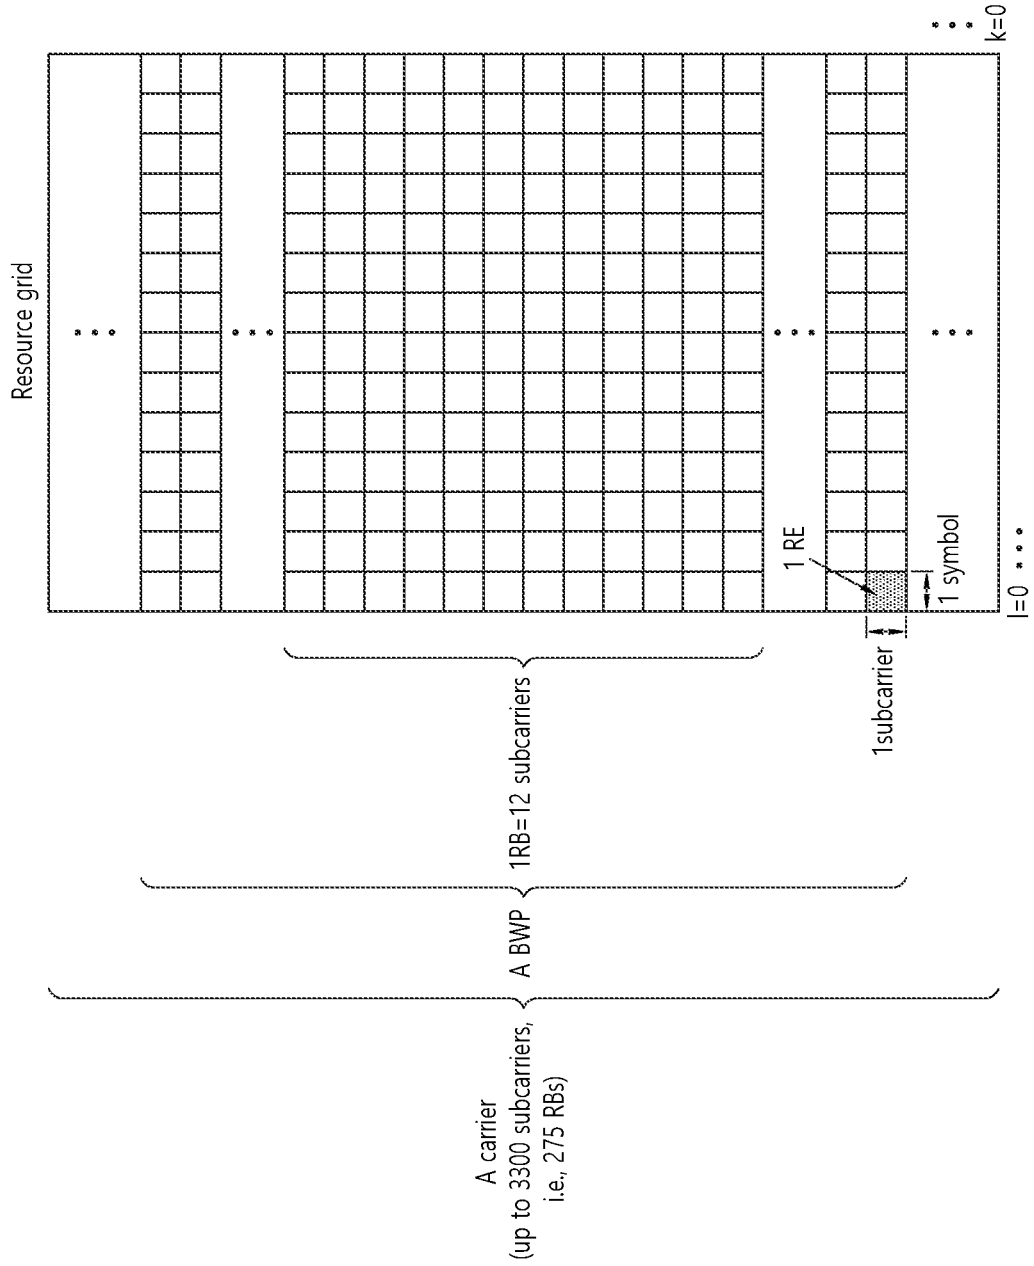 Resource grid
A carrier
(up to 3300 subcarriers,
i.e., 275 RBs)
A BWP
1RB=12 subcarriers
1subcarrier
1 RE
1 symbol
l=0
k=0